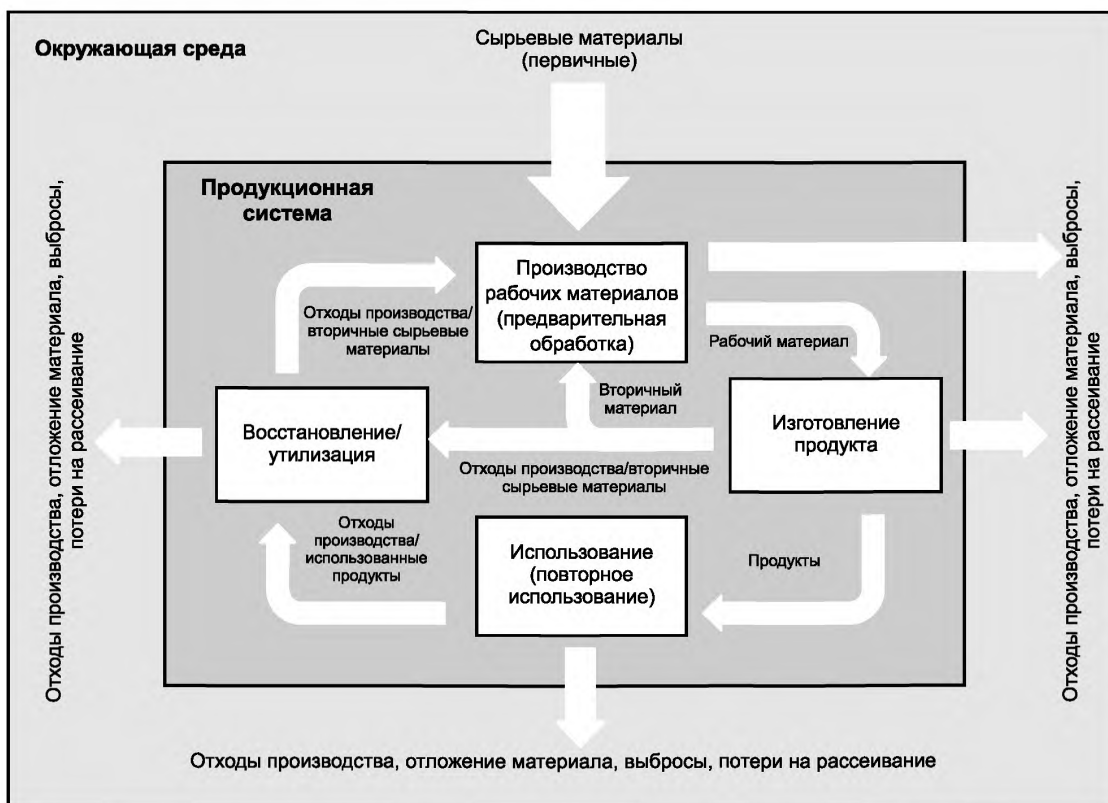 Окружающая среда
Сырьевые материалы
(первичные)
Продукционная
система
Производство
рабочих материалов
(предварительная
обработка)
Отходы производства/
вторичные сырьевые
материалы
Рабочий материал
Вторичный
материал
Восстановление/
утилизация
Изготовление
продукта
Отходы производства/вторичные
сырьевые материалы
Отходы
производства/
использованные
продукты
Использование
(повторное
использование)
Продукты
Отходы производства, отложение материала, выбросы,
потери на рассеивание
Отходы производства, отложение материала, выбросы,
потери на рассеивание
Отходы производства, отложение материала, выбросы, потери на рассеивание